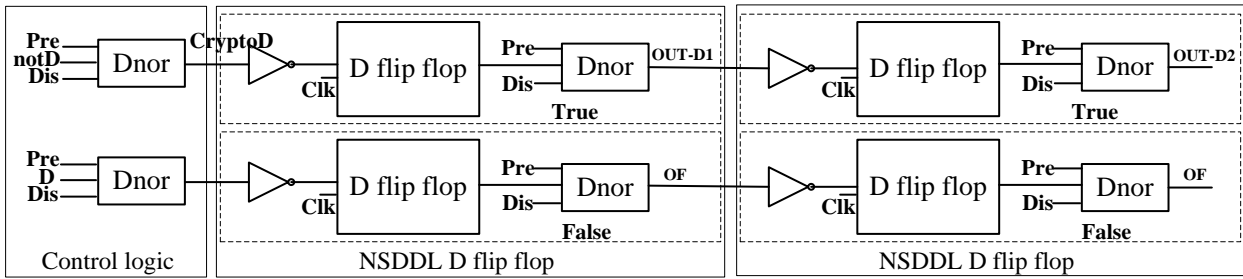 Pre
notD
Dis
Dnor
CryptoD
D flip flop
Clk
Pre
Dis
Dnor
OUT-D1
True
D flip flop
Clk
Pre
Dis
Dnor
OUT-D2
True
Pre
D
Dis
Dnor
D flip flop
Clk
Pre
Dis
Dnor
OF
False
D flip flop
Clk
Pre
Dis
Dnor
OF
False
Control logic
NSDDL D flip flop
NSDDL D flip flop